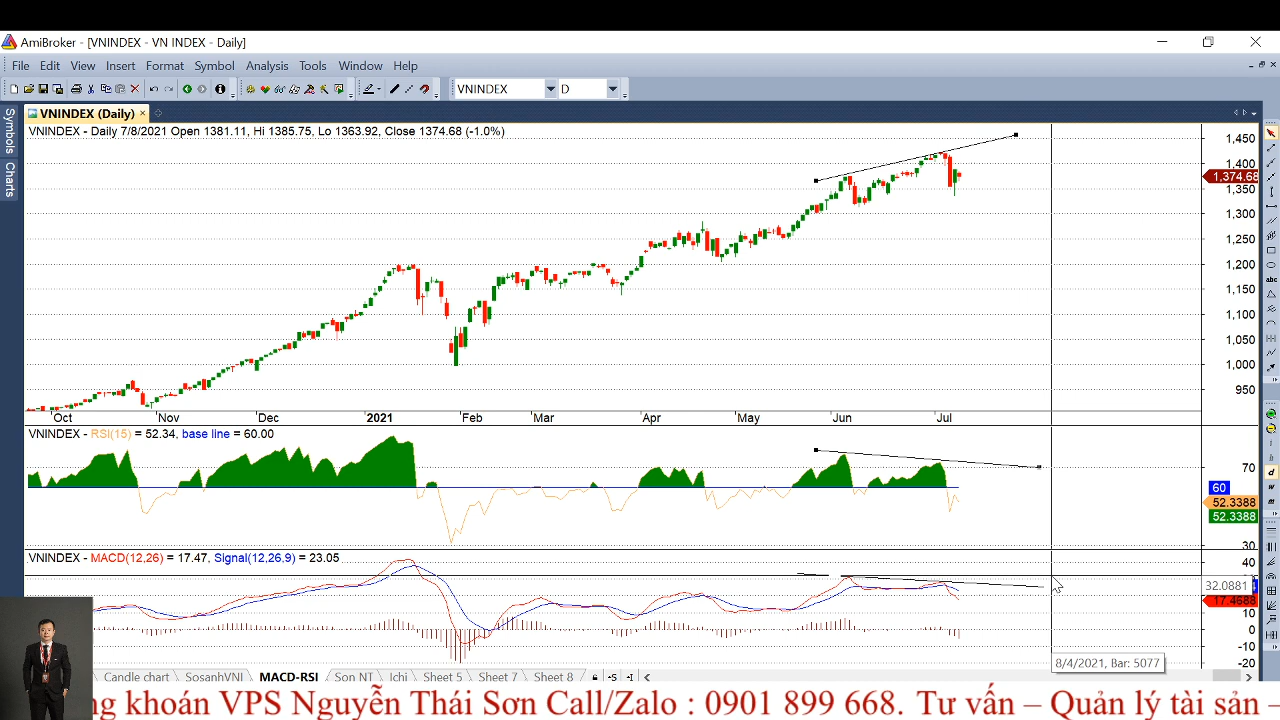 AmiBroker - [VNINDEX - VN INDEX - Daily]
File Edit View Insert Format Symbol Analysis Tools Window Help
VNINDEX D
VNINDEX (Daily)
Symbols
Charts
VNINDEX - Daily 7/8/2021 Open 1381.11, Hi 1385.75, Lo 1363.92, Close 1374.68 (-1.0%)
1,450
1,400
1,374.68
1,350
1,300
1,250
1,200
1,150
1,100
1,050
1,000
950
Oct Nov Dec 2021 Feb Mar Apr May Jun Jul
VNINDEX - RSI(15) = 52.34, base line = 60.00
70
60
52.3388
52.3388
30
VNINDEX - MACD(12,26) = 17.47, Signal(12,26,9) = 23.05
40
32.0881
17.4688
10
0
-10
-20
8/4/2021, Bar: 5077
Candle chart SosanhVNI MACD-RSI Son NT Ichi Sheet 5 Sheet 7 Sheet 8
ng khoán VPS Nguyễn Thái Sơn Call/Zalo : 0901 899 668. Tư vấn – Quản lý tài sản –